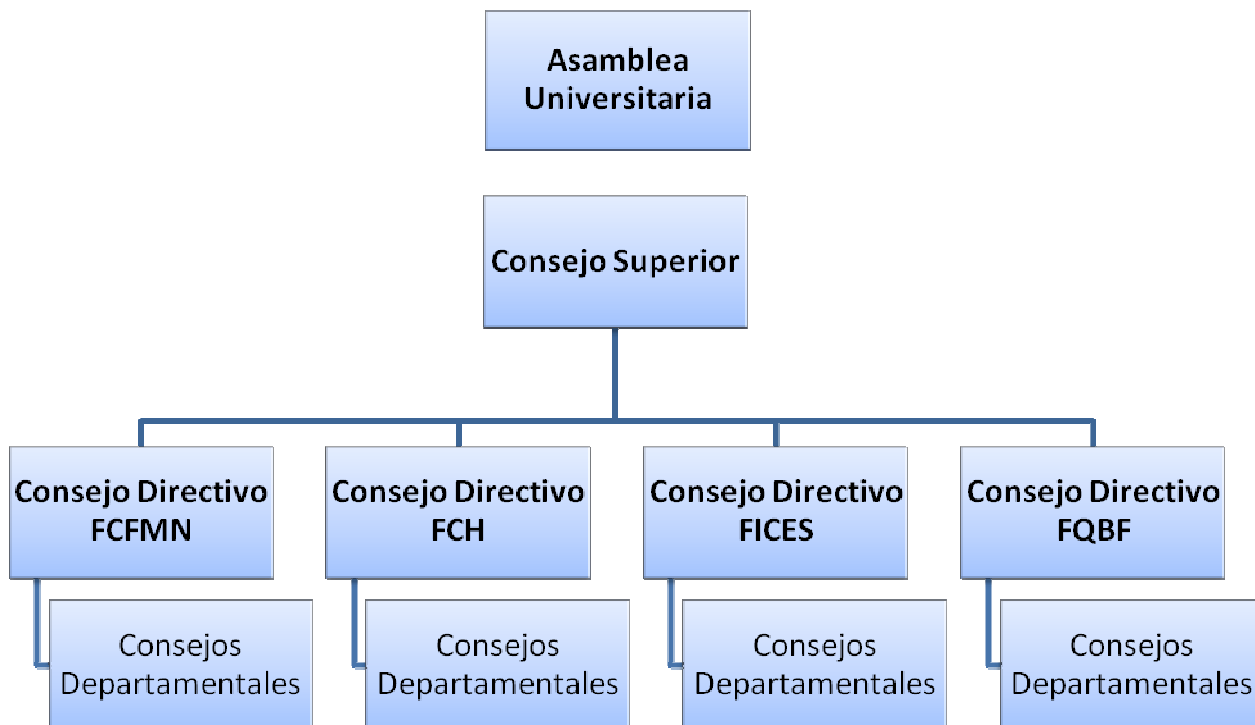 Asamblea
Universitaria
Consejo Superior
Consejo Directivo
FCFMN
Consejo Directivo
FCH
Consejo Directivo
FICES
Consejo Directivo
FQBF
Consejos
Departamentales
Consejos
Departamentales
Consejos
Departamentales
Consejos
Departamentales